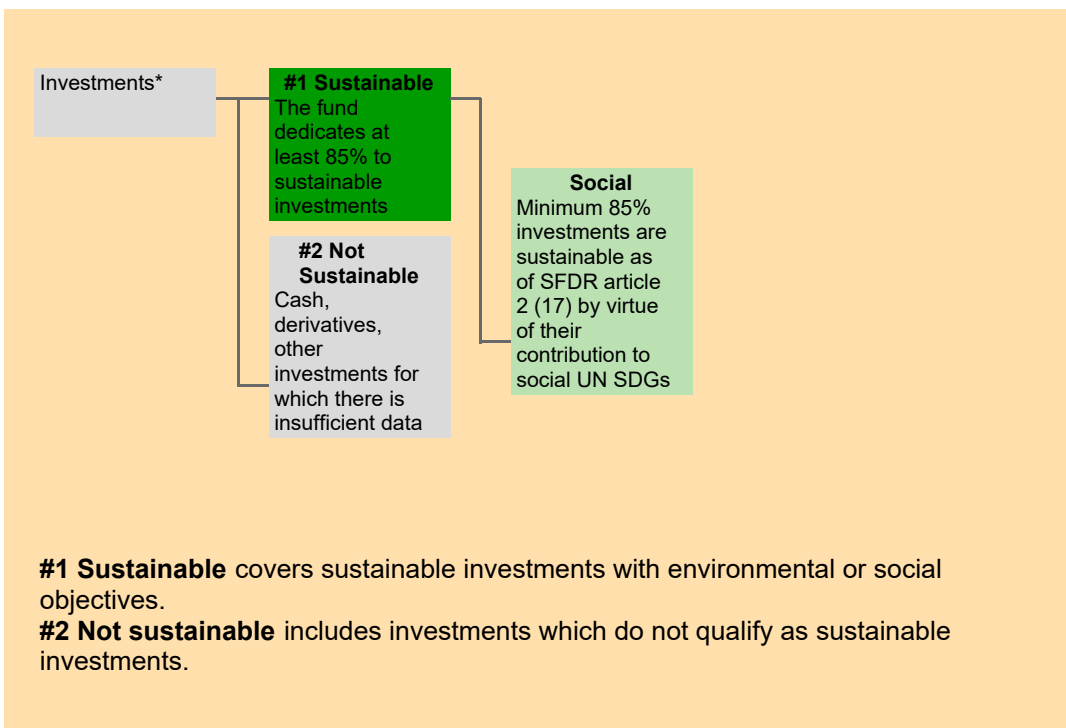 Investments*
#1 Sustainable
The fund
dedicates at
least 85% to
sustainable
investments
#2 Not
Sustainable
Cash,
derivatives,
other
investments for
which there is
insufficient data
Social
Minimum 85%
investments are
sustainable as
of SFDR article
2 (17) by virtue
of their
contribution to
social UN SDGs
#1 Sustainable covers sustainable investments with environmental or social
objectives.
#2 Not sustainable includes investments which do not qualify as sustainable
investments.